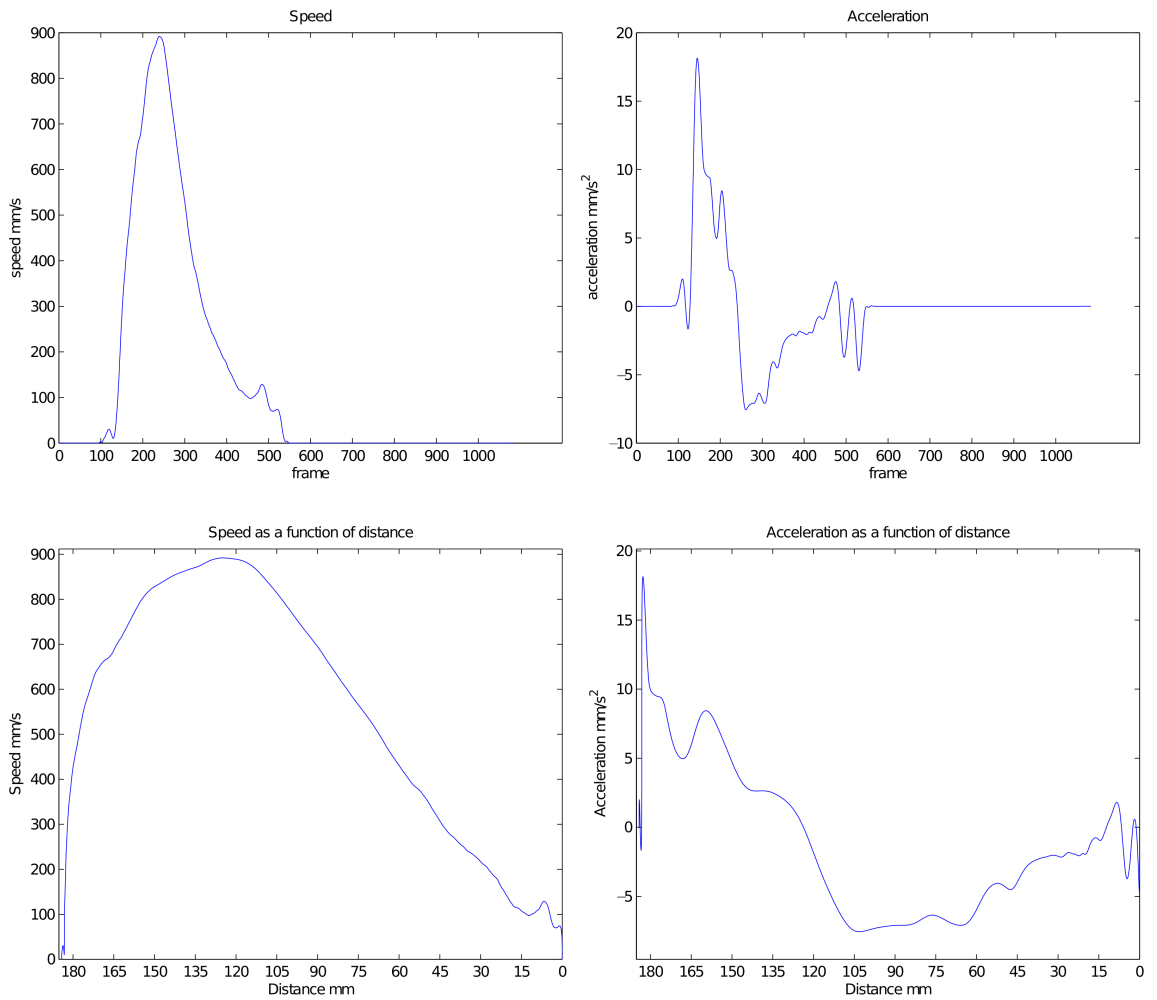 Speed
900
800
700
600
500
400
300
200
100
0
speed mm/s
0 100 200 300 400 500 600 700 800 900 1000
frame
Acceleration
20
15
10
5
0
−5
−10
acceleration mm/s²
0 100 200 300 400 500 600 700 800 900 1000
frame
Speed as a function of distance
900
800
700
600
500
400
300
200
100
0
Speed mm/s
180 165 150 135 120 105 90 75 60 45 30 15 0
Distance mm
Acceleration as a function of distance
20
15
10
5
0
−5
Acceleration mm/s²
180 165 150 135 120 105 90 75 60 45 30 15 0
Distance mm